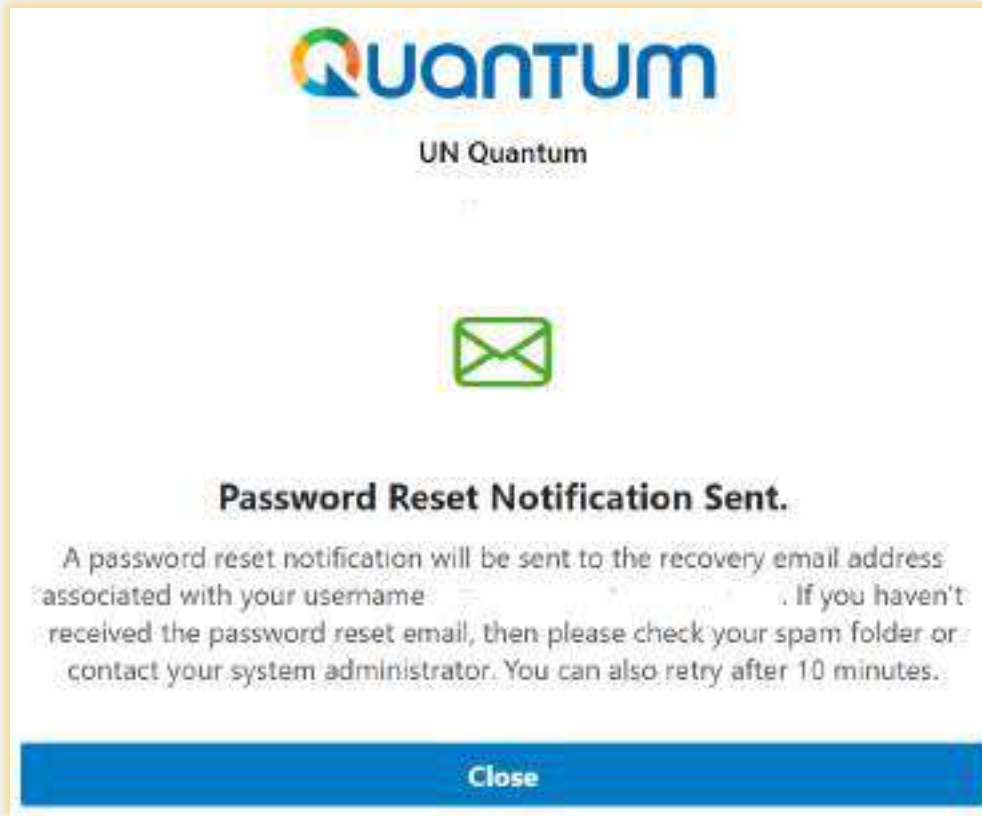 QUANTUM
UN Quantum
Password Reset Notification Sent.
A password reset notification will be sent to the recovery email address
associated with your username . If you haven't
received the password reset email, then please check your spam folder or
contact your system administrator. You can also retry after 10 minutes.
Close